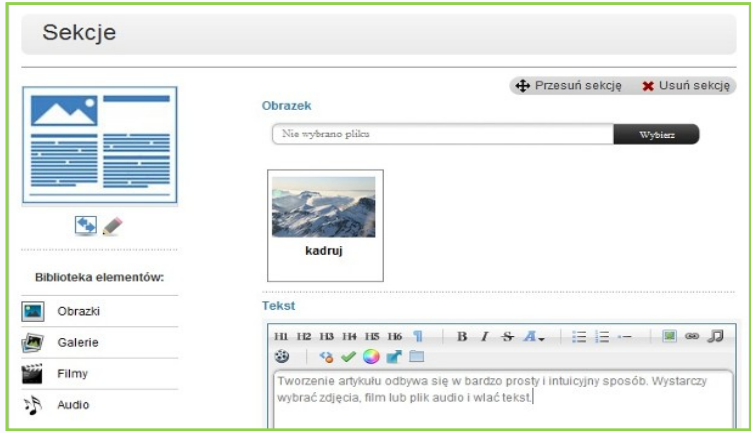 Sekcje
Przesuń sekcję Usuń sekcję
Obrazek
Nie wybrano pliku Wybierz
kadruj
Biblioteka elementów:
Obrazki
Galerie
Filmy
Audio
Tekst
H1 H2 H3 H4 H5 H6 ¶ B I S A
Tworzenie artykułu odbywa się w bardzo prosty i intuicyjny sposób. Wystarczy
wybrać zdjęcia, film lub plik audio i wlać tekst.